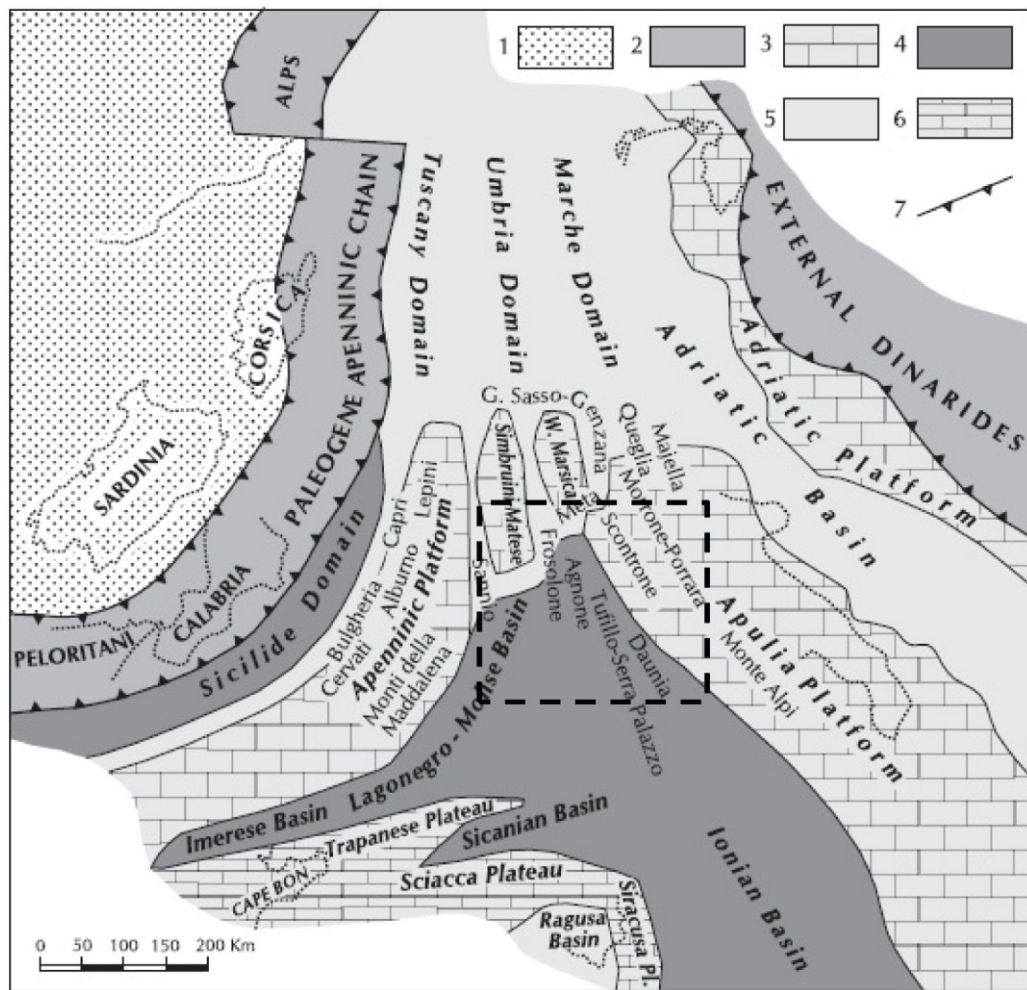 1
2
3
4
5
6
7
ALPS
PALEOGENE APENNINIC CHAIN
CORSICA
SARDINIA
CALABRIA
PELORITANI
Tuscany Domain
Umbria Domain
Marche Domain
EXTERNAL DINARIDES
Adriatic Platform
Adriatic Basin
G. Sasso-Genzana
Simbruini-Matese
W. Marsica
Queglia
Majella
Morone-Porrara
Scontrone
Capri
Lepini
Bulgheria
Alburno
Cervati
Apenninic Platform
Monti della
Maddalena
Sicilide Domain
Sannio
Frosolone
Agnone
Tufillo-Serra Palazzo
Daunia
Apulia Platform
Monte Alpi
Lagonegro - Molise Basin
Imerese Basin
Trapanese Plateau
Sicanian Basin
CAPE BON
Sciacca Plateau
Siracusa Pl.
Ragusa
Basin
Ionian Basin
0 50 100 150 200 Km